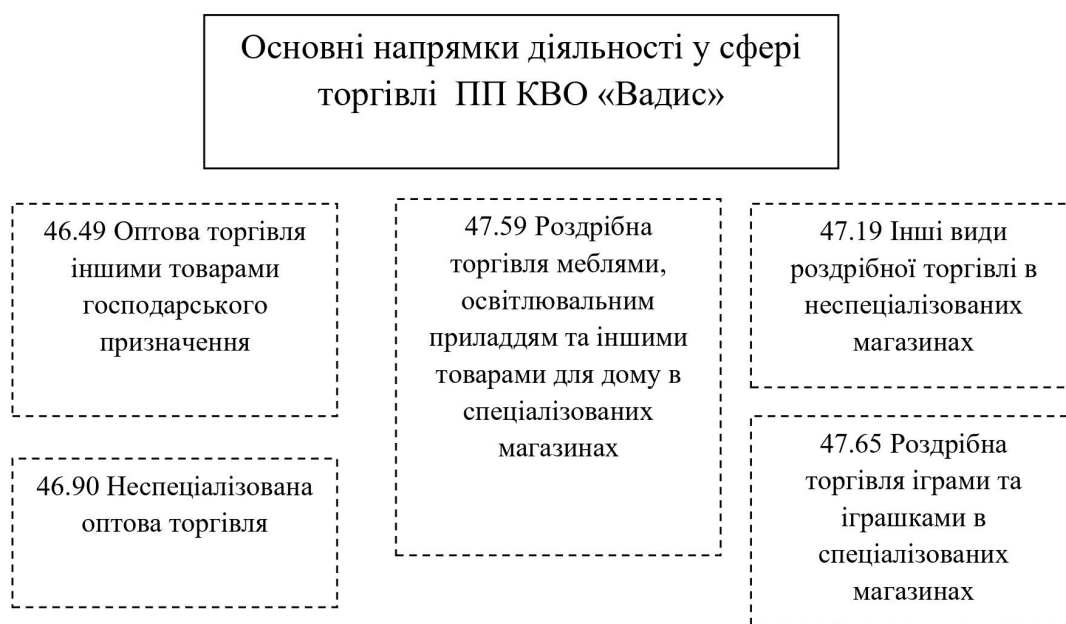 Основні напрямки діяльності у сфері
торгівлі ПП КВО «Вадис»
46.49 Оптова торгівля
іншими товарами
господарського
призначення
46.90 Неспеціалізована
оптова торгівля
47.59 Роздрібна
торгівля меблями,
освітлювальним
приладдям та іншими
товарами для дому в
спеціалізованих
магазинах
47.19 Інші види
роздрібної торгівлі в
неспеціалізованих
магазинах
47.65 Роздрібна
торгівля іграми та
іграшками в
спеціалізованих
магазинах